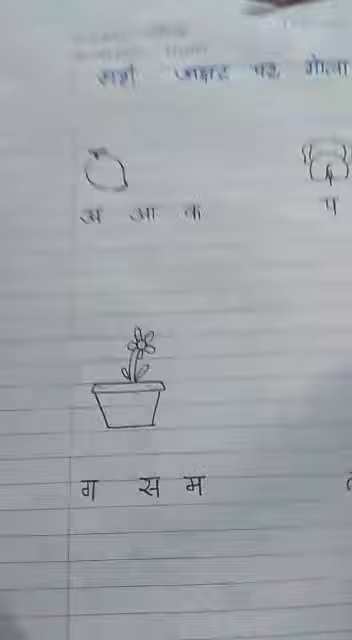 सही अक्षर पर गोला
अ आ क प
ग स म